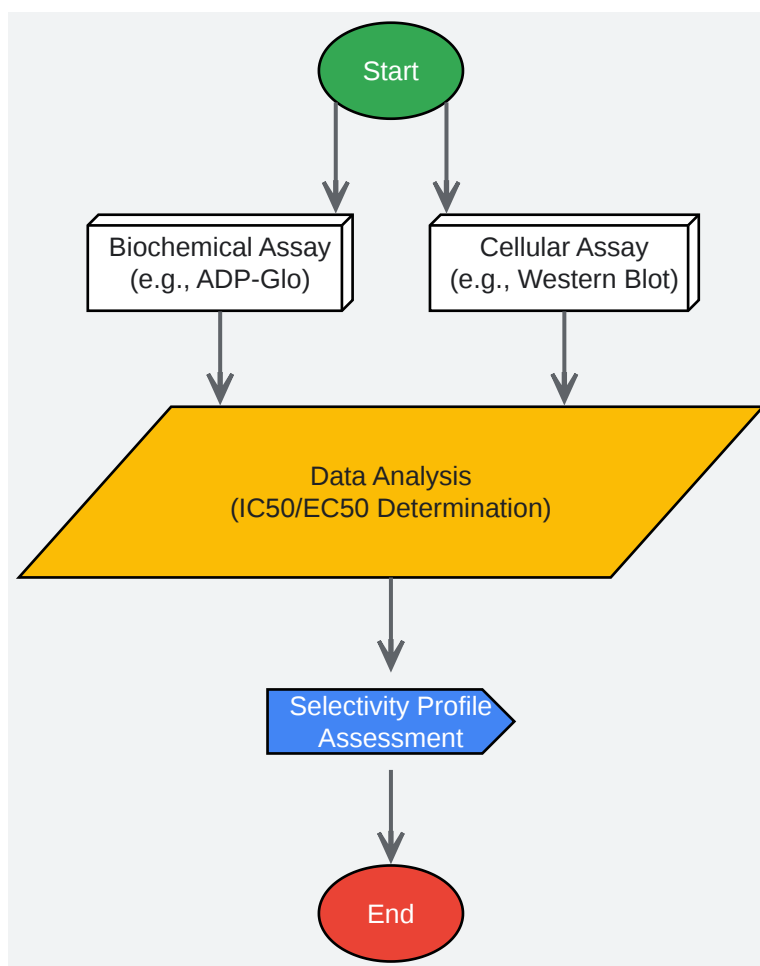 Start
Biochemical Assay
(e.g., ADP-Glo)
Cellular Assay
(e.g., Western Blot)
Data Analysis
(IC50/EC50 Determination)
Selectivity Profile
Assessment
End